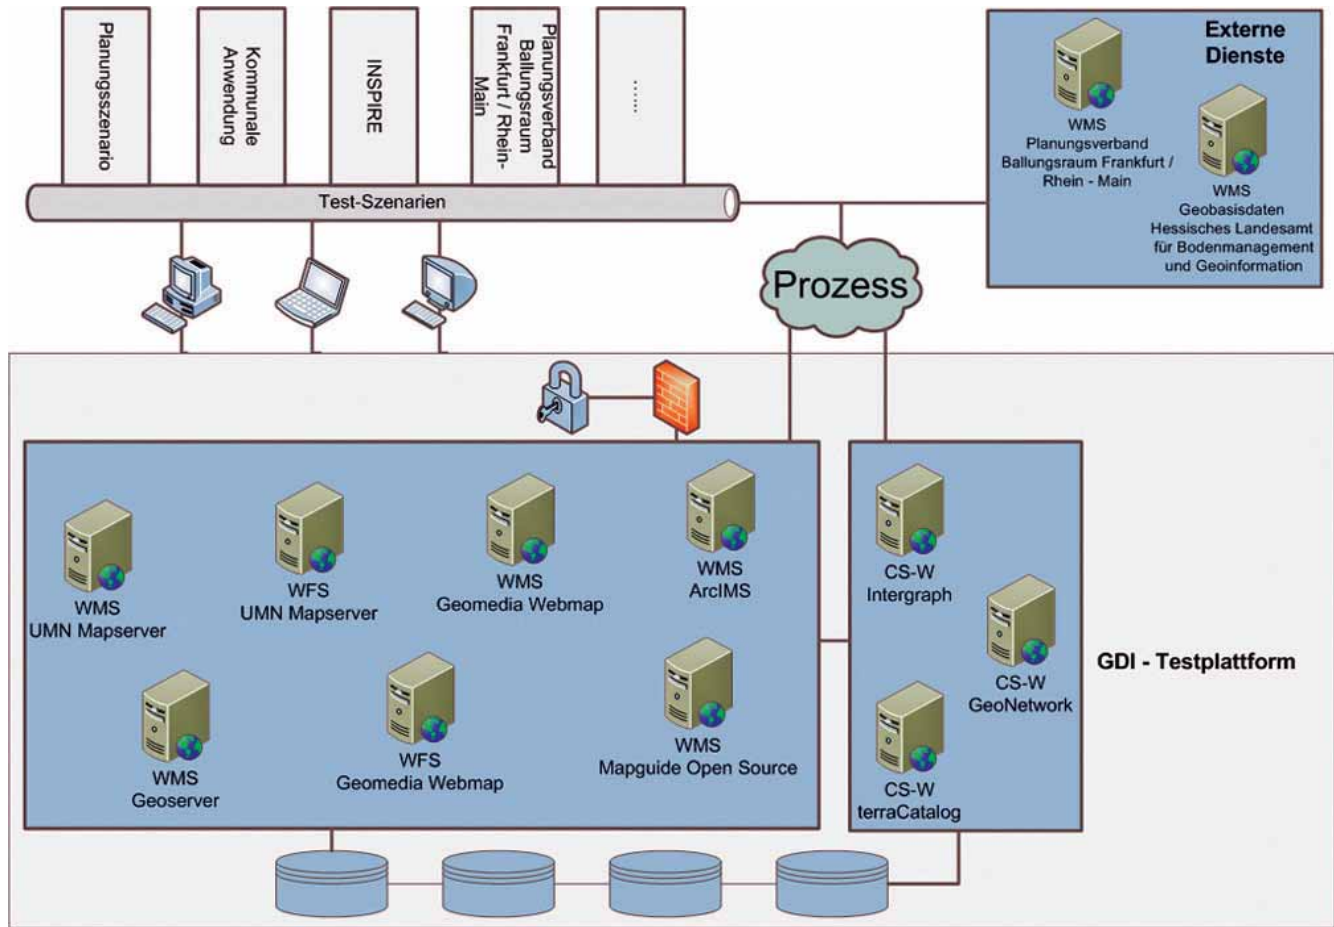 Planungsszenario
Kommunale
Anwendung
INSPIRE
Planungsverband
Ballungsraum
Frankfurt / Rhein-
Main
......
Test-Szenarien
Externe
Dienste
WMS
Planungsverband
Ballungsraum Frankfurt /
Rhein - Main
WMS
Geobasisdaten
Hessisches Landesamt
für Bodenmanagement
und Geoinformation
Prozess
WMS
UMN Mapserver
WFS
UMN Mapserver
WMS
Geomedia Webmap
WMS
ArcIMS
WMS
Geoserver
WFS
Geomedia Webmap
WMS
Mapguide Open Source
CS-W
Intergraph
CS-W
GeoNetwork
CS-W
terraCatalog
GDI - Testplattform